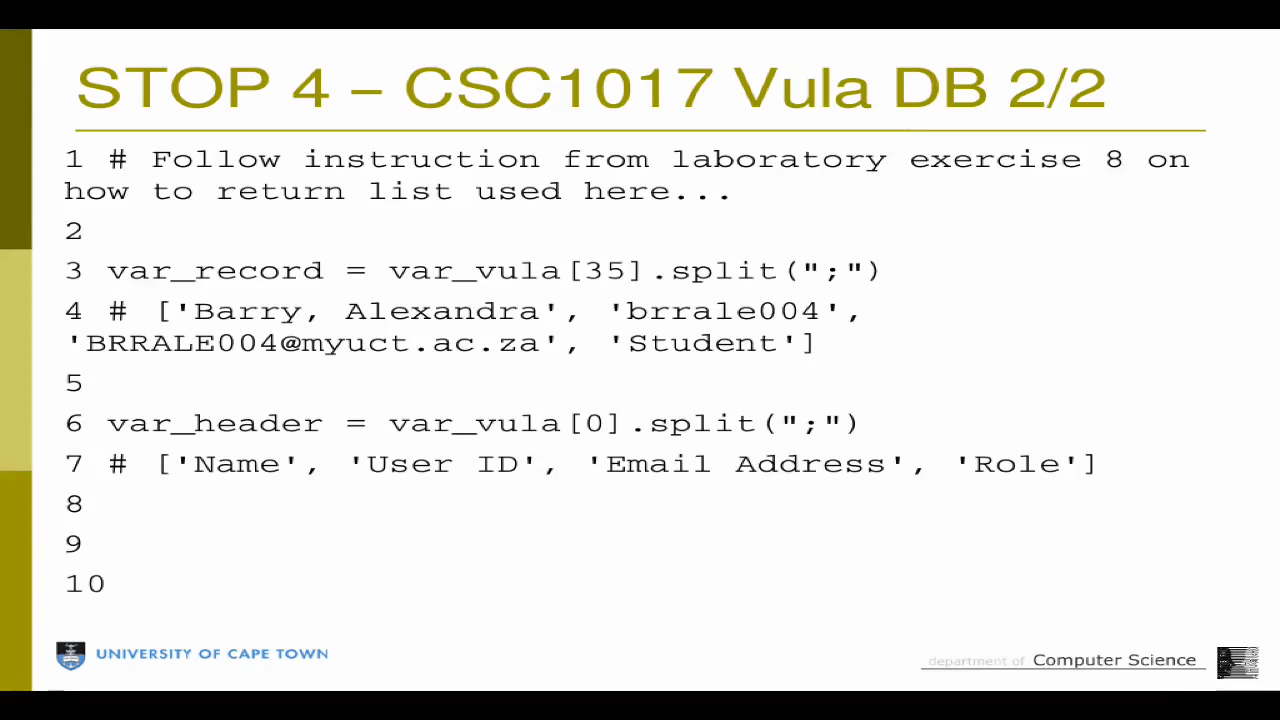 STOP 4 – CSC1017 Vula DB 2/2
1 # Follow instruction from laboratory exercise 8 on
how to return list used here...
2
3 var_record = var_vula[35].split(";")
4 # ['Barry, Alexandra', 'brrale004',
'BRRALE004@myuct.ac.za', 'Student']
5
6 var_header = var_vula[0].split(";")
7 # ['Name', 'User ID', 'Email Address', 'Role']
8
9
10
UNIVERSITY OF CAPE TOWN
department of Computer Science